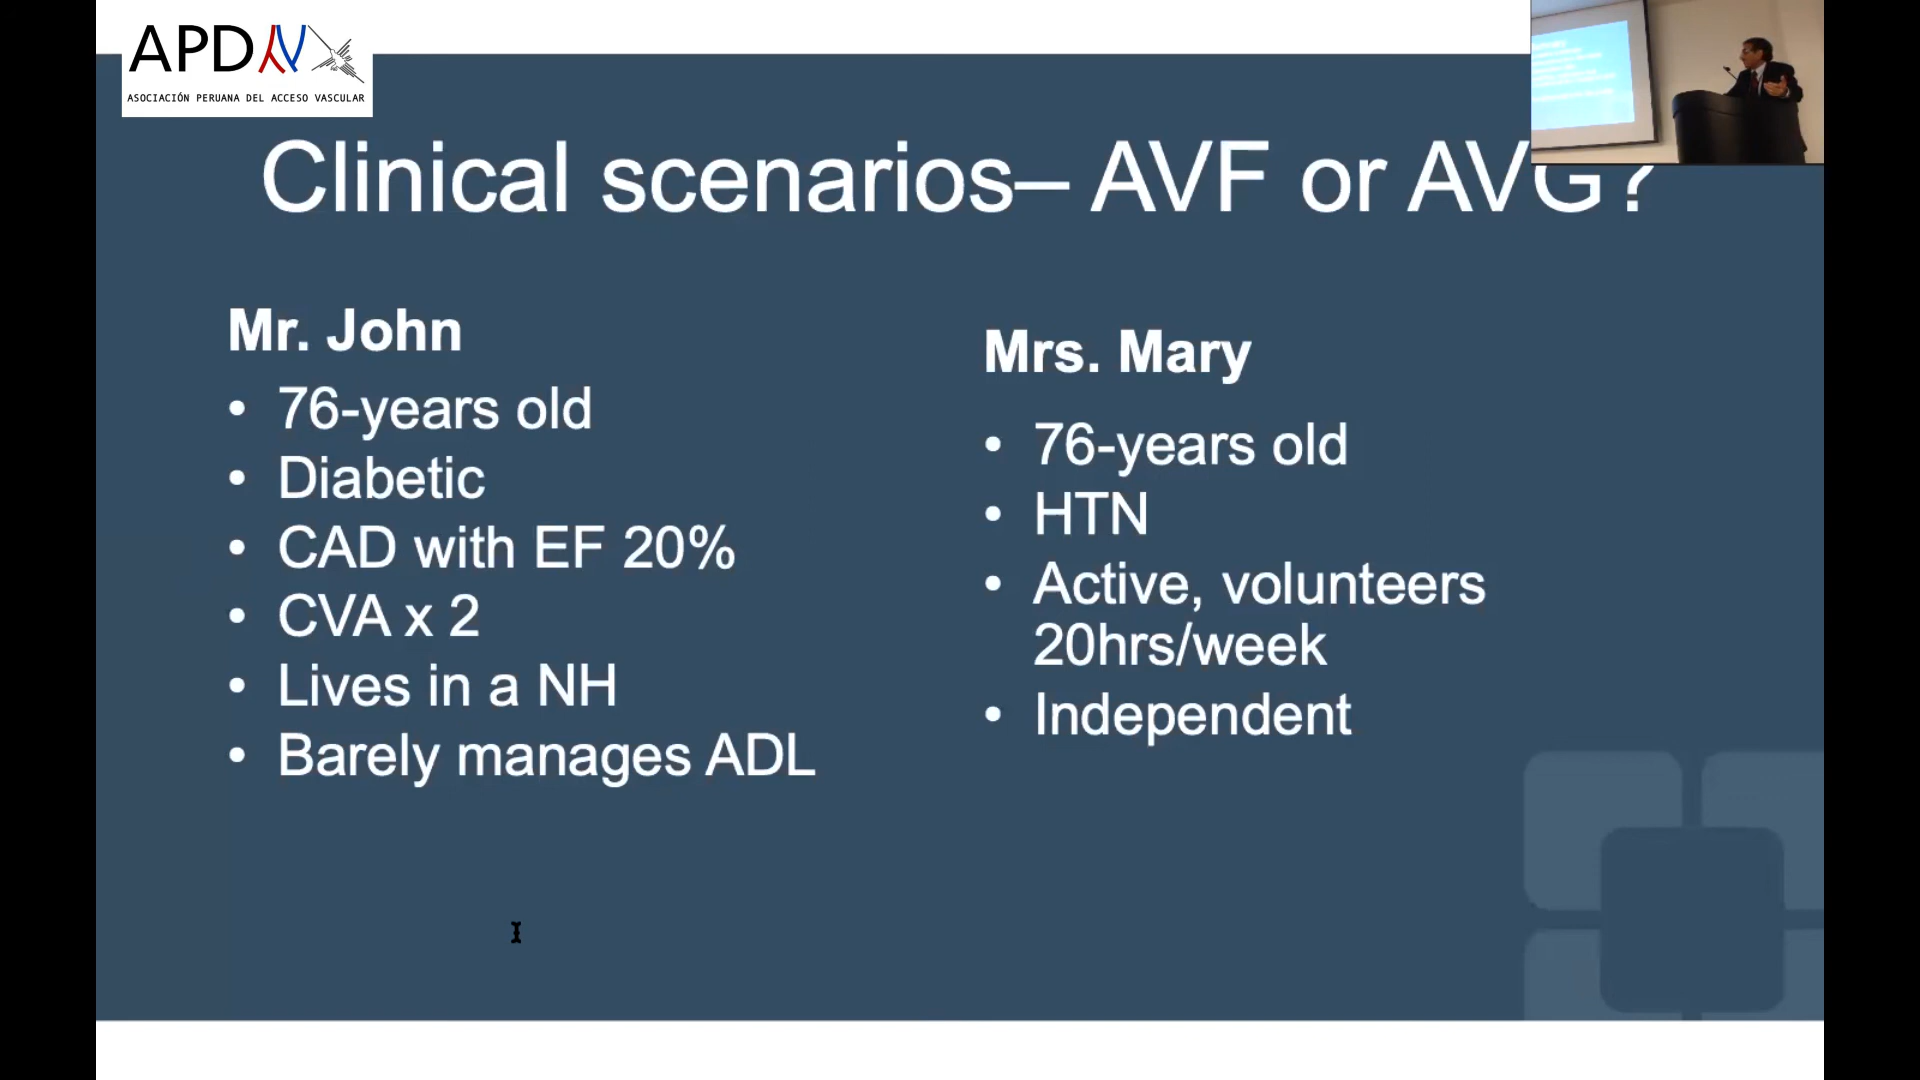 APDAV
ASOCIACIÓN PERUANA DEL ACCESO VASCULAR
Clinical scenarios– AVF or AVG?
Mr. John
• 76-years old
• Diabetic
• CAD with EF 20%
• CVA x 2
• Lives in a NH
• Barely manages ADL
Mrs. Mary
• 76-years old
• HTN
• Active, volunteers
20hrs/week
• Independent